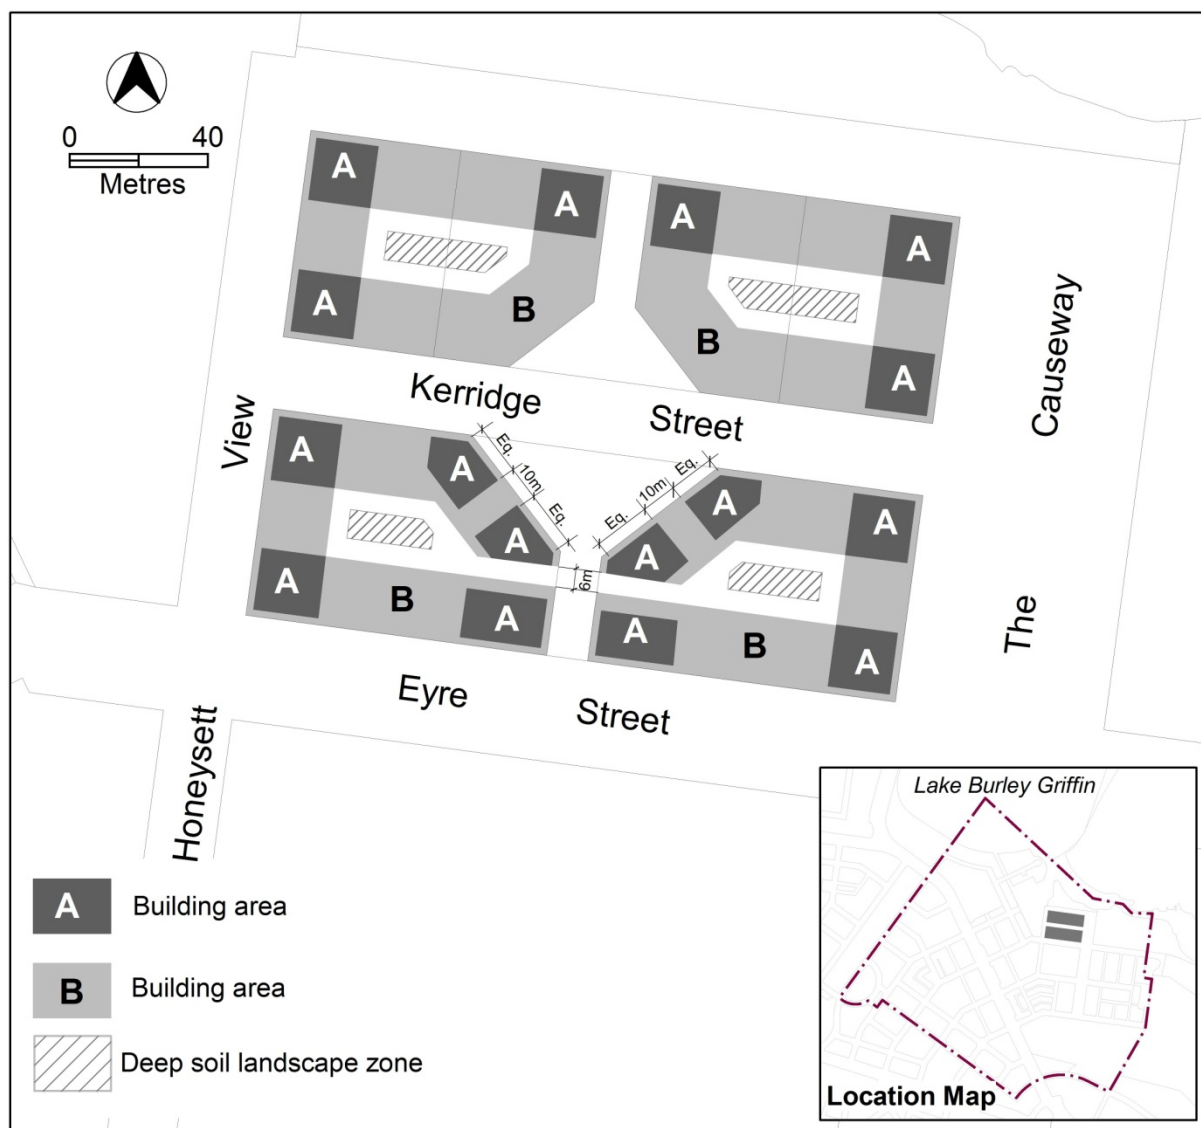 0 40
Metres
A
A
A
A
A
B
B
A
A
Kerridge Street
View
Causeway
Eq.
10m
Eq.
Eq.
10m
Eq.
A
A
A
A
A
A
6m
A
B
A
A
B
A
The
Eyre Street
Honeysett
A Building area
B Building area
Deep soil landscape zone
Lake Burley Griffin
Location Map